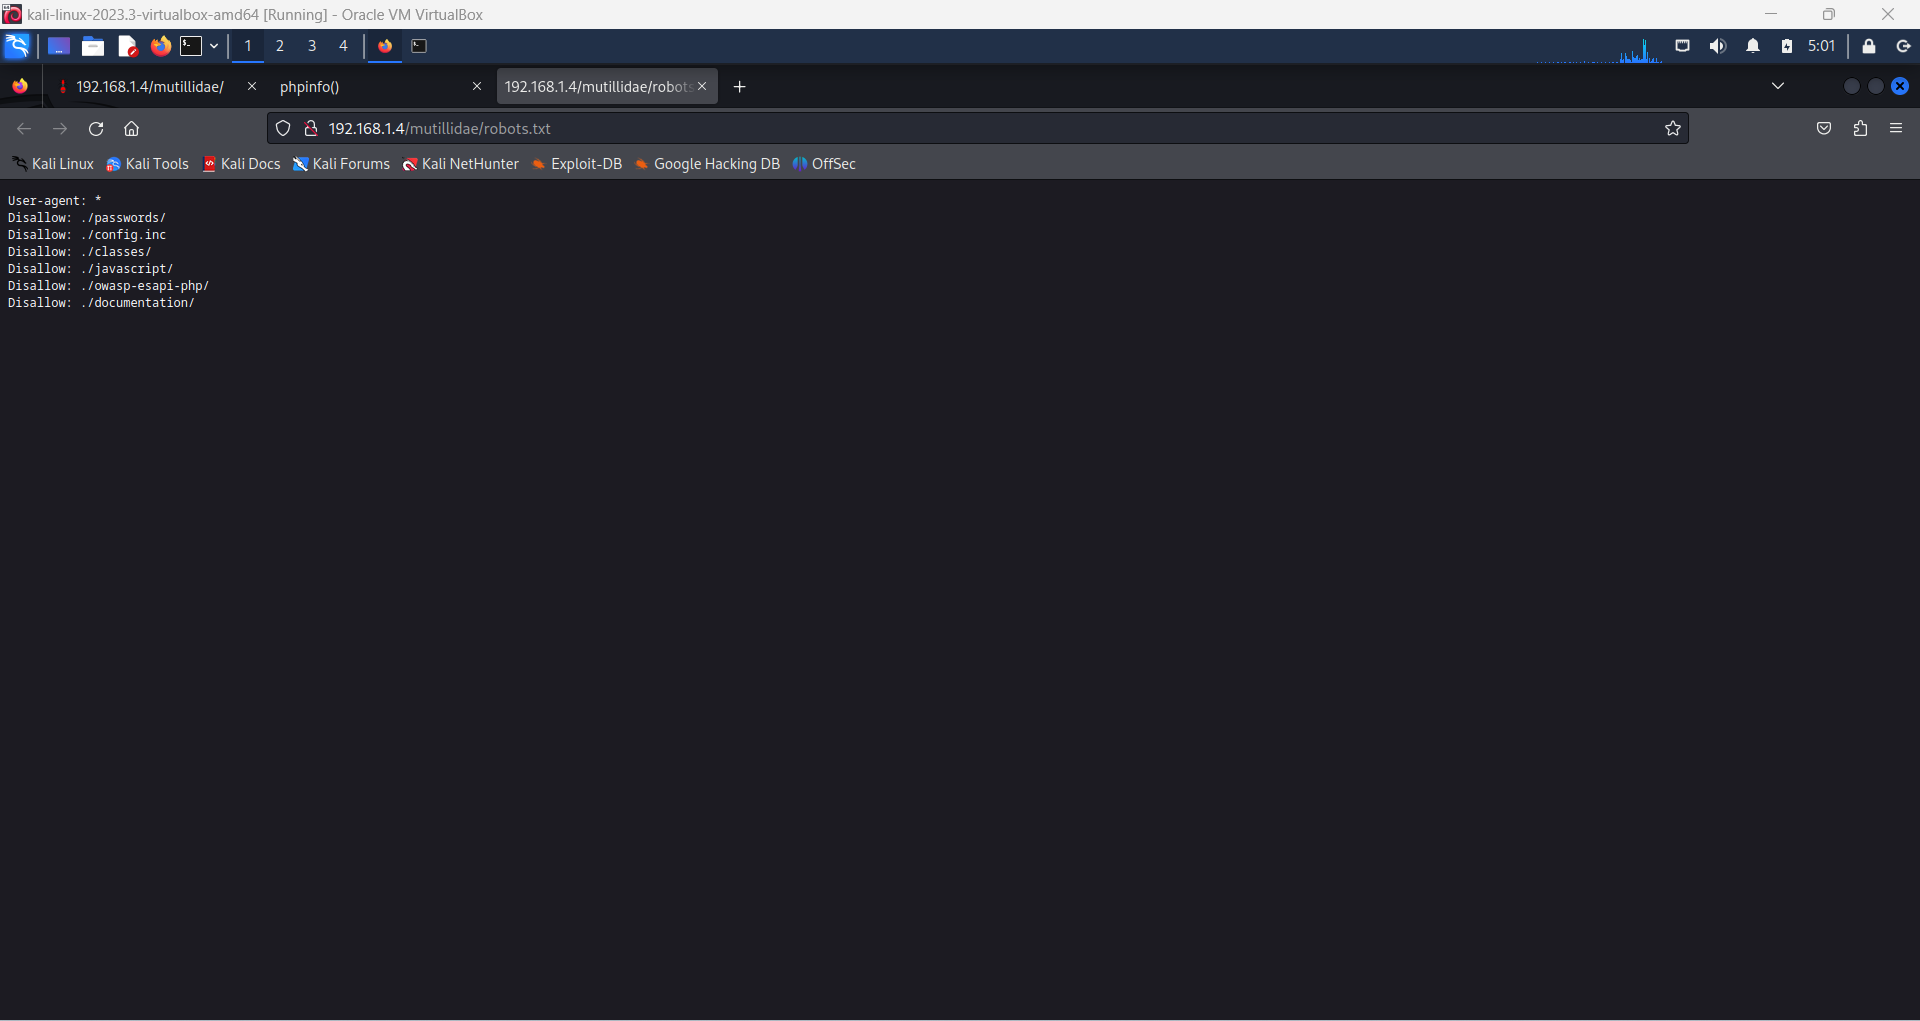 kali-linux-2023.3-virtualbox-amd64 [Running] - Oracle VM VirtualBox
1 2 3 4 5:01
192.168.1.4/mutillidae/ phpinfo() 192.168.1.4/mutillidae/robots
192.168.1.4/mutillidae/robots.txt
Kali Linux Kali Tools Kali Docs Kali Forums Kali NetHunter Exploit-DB Google Hacking DB OffSec
User-agent: *
Disallow: ./passwords/
Disallow: ./config.inc
Disallow: ./classes/
Disallow: ./javascript/
Disallow: ./owasp-esapi-php/
Disallow: ./documentation/